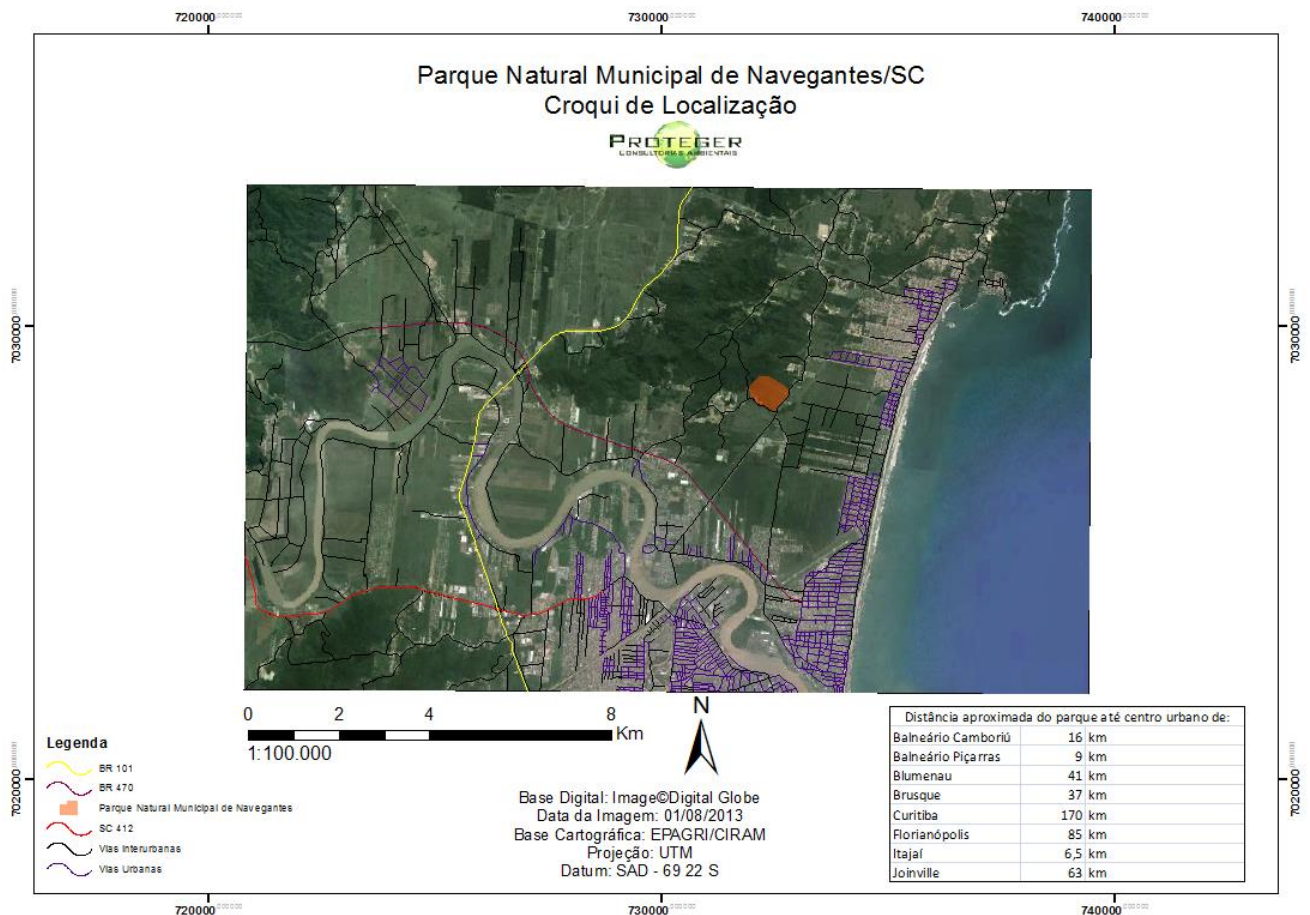 720000
730000
740000
Parque Natural Municipal de Navegantes/SC
Croqui de Localização
PROTEGER
CONSULTORIAS AMBIENTAIS
7030000
7030000
0 2 4 8 Km
1:100.000
N
Legenda
BR 101
BR 470
Parque Natural Municipal de Navegantes
SC 412
Vias Interurbanas
Vias Urbanas
Base Digital: Image©Digital Globe
Data da Imagem: 01/08/2013
Base Cartográfica: EPAGRI/CIRAM
Projeção: UTM
Datum: SAD - 69 22 S
Distância aproximada do parque até centro urbano de:
Balneário Camboriú 16 km
Balneário Piçarras 9 km
Blumenau 41 km
Brusque 37 km
Curitiba 170 km
Florianópolis 85 km
Itajaí 6,5 km
Joinville 63 km
7020000
7020000
720000
730000
740000